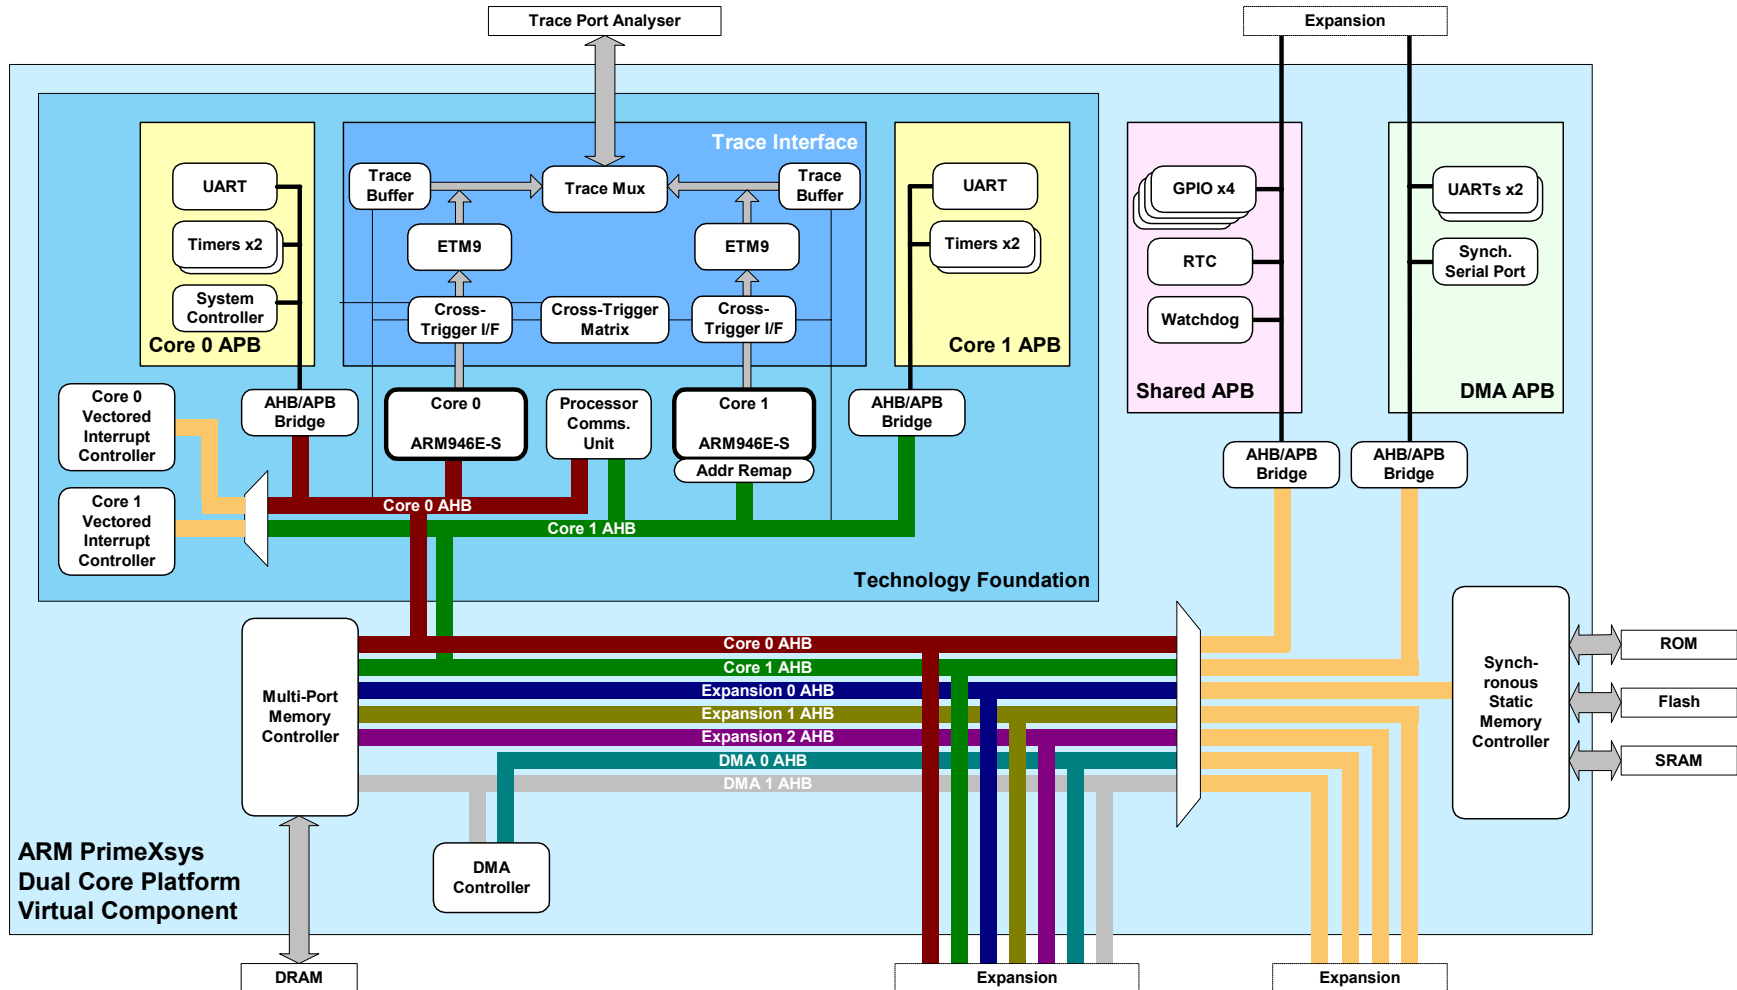 Trace Port Analyser
Expansion
Trace Interface
UART
Timers x2
System
Controller
Core 0 APB
Trace
Buffer
Trace Mux
Trace
Buffer
ETM9
ETM9
Cross-
Trigger I/F
Cross-Trigger
Matrix
Cross-
Trigger I/F
UART
Timers x2
Core 1 APB
GPIO x4
RTC
Watchdog
Shared APB
UARTs x2
Synch.
Serial Port
DMA APB
Core 0
Vectored
Interrupt
Controller
AHB/APB
Bridge
Core 0
ARM946E-S
Processor
Comms.
Unit
Core 1
ARM946E-S
Addr Remap
AHB/APB
Bridge
AHB/APB
Bridge
AHB/APB
Bridge
Core 1
Vectored
Interrupt
Controller
Core 0 AHB
Core 1 AHB
Technology Foundation
Multi-Port
Memory
Controller
Core 0 AHB
Core 1 AHB
Expansion 0 AHB
Expansion 1 AHB
Expansion 2 AHB
DMA 0 AHB
DMA 1 AHB
Synch-
ronous
Static
Memory
Controller
ROM
Flash
SRAM
DMA
Controller
ARM PrimeXsys
Dual Core Platform
Virtual Component
DRAM
Expansion
Expansion